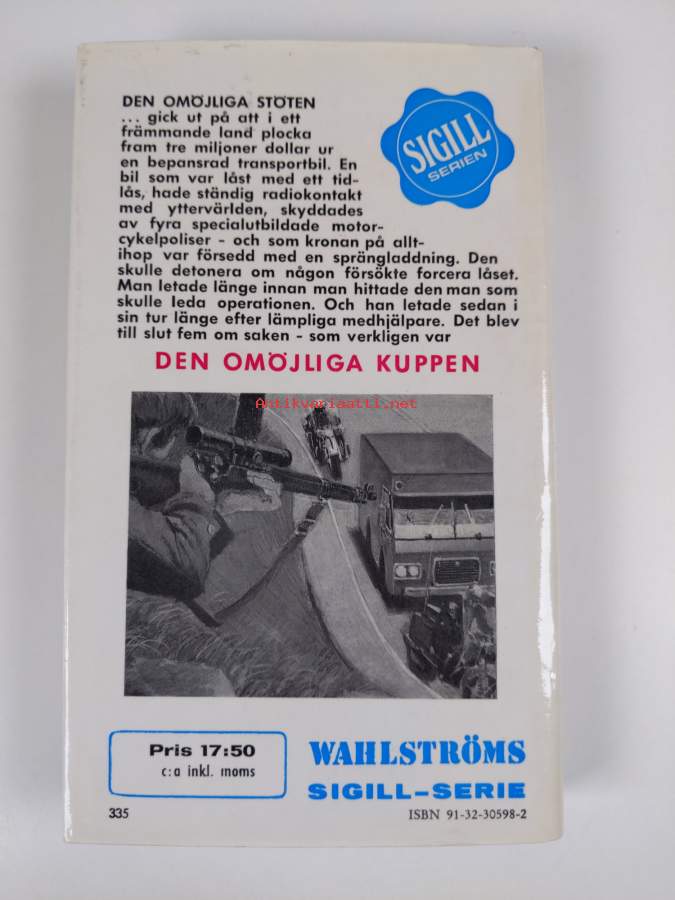 DEN OMÖJLIGA STÖTEN
... gick ut på att i ett
främmande land plocka
fram tre miljoner dollar ur
en bepansrad transportbil. En
bil som var låst med ett tid-
lås, hade ständig radiokontakt
med yttervärlden, skyddades
av fyra specialutbildade motor-
cykelpoliser - och som kronan på allt-
ihop var försedd med en sprängladdning. Den
skulle detonera om någon försökte forcera låset.
Man letade länge innan man hittade den man som
skulle leda operationen. Och han letade sedan i
sin tur länge efter lämpliga medhjälpare. Det blev
till slut fem om saken - som verkligen var
SIGILL
SERIEN
DEN OMÖJLIGA KUPPEN
Antikvariaatti.net
Pris 17:50
c:a inkl. moms
WAHLSTRÖMS
SIGILL-SERIE
335
ISBN 91-32-30598-2